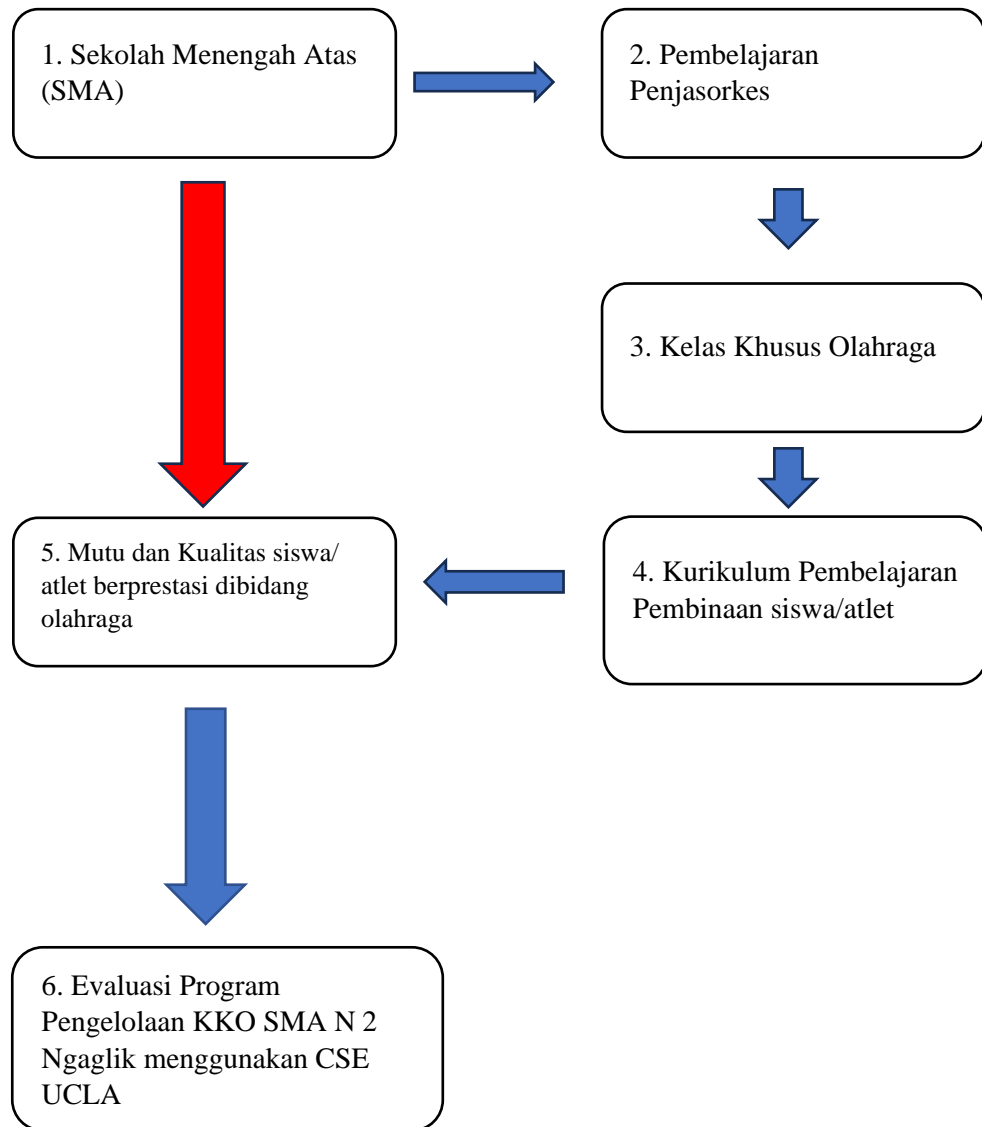 1. Sekolah Menengah Atas
(SMA)
2. Pembelajaran
Penjasorkes
3. Kelas Khusus Olahraga
4. Kurikulum Pembelajaran
Pembinaan siswa/atlet
5. Mutu dan Kualitas siswa/
atlet berprestasi dibidang
olahraga
6. Evaluasi Program
Pengelolaan KKO SMA N 2
Ngaglik menggunakan CSE
UCLA